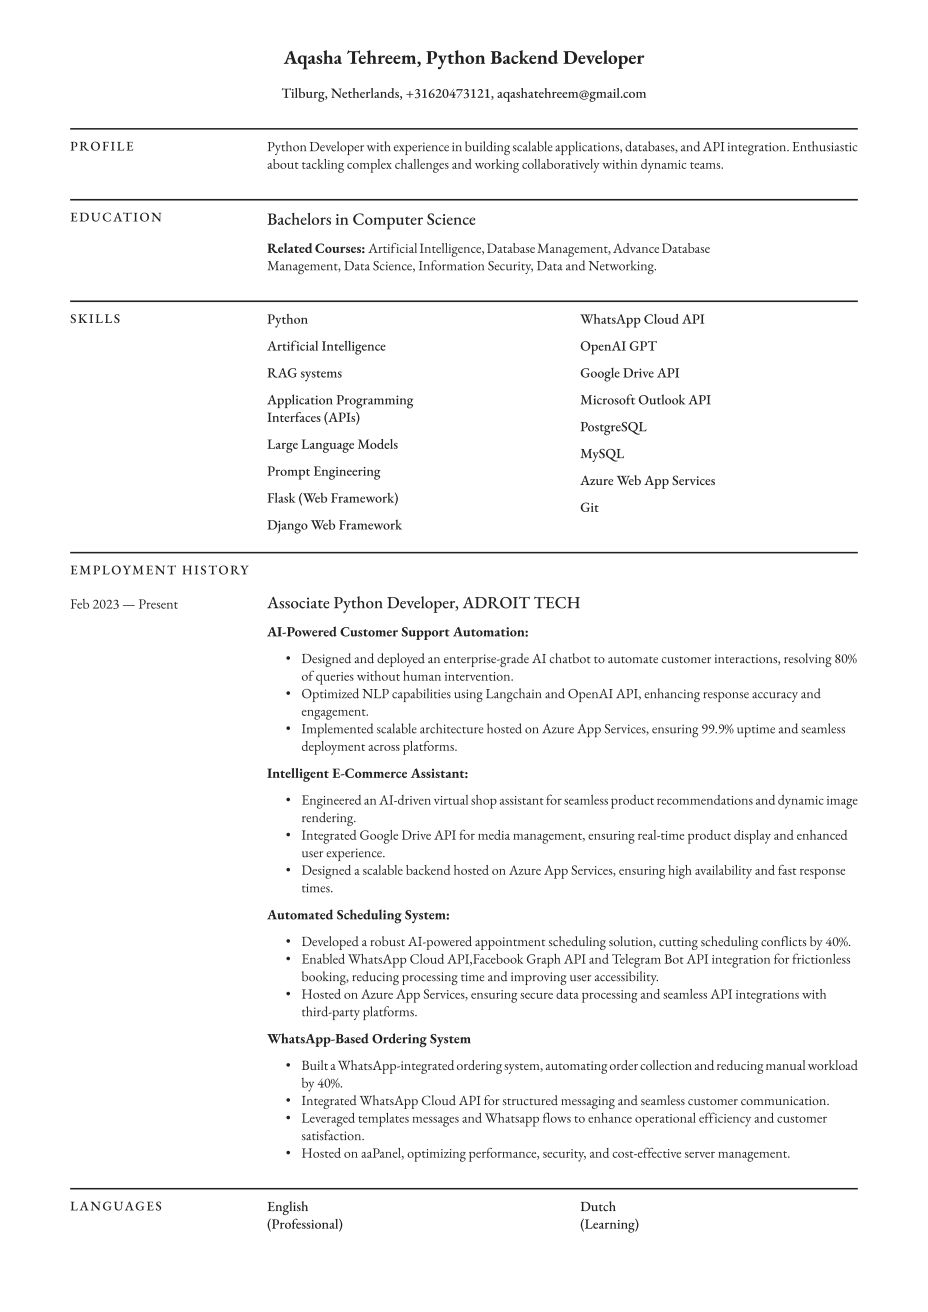 Aqasha Tehreem, Python Backend Developer
Tilburg, Netherlands, +31620473121, aqashatehreem@gmail.com
PROFILE
Python Developer with experience in building scalable applications, databases, and API integration. Enthusiastic
about tackling complex challenges and working collaboratively within dynamic teams.
EDUCATION
Bachelors in Computer Science
Related Courses: Artificial Intelligence, Database Management, Advance Database
Management, Data Science, Information Security, Data and Networking.
SKILLS
Python
Artificial Intelligence
RAG systems
Application Programming
Interfaces (APIs)
Large Language Models
Prompt Engineering
Flask (Web Framework)
Django Web Framework
WhatsApp Cloud API
OpenAI GPT
Google Drive API
Microsoft Outlook API
PostgreSQL
MySQL
Azure Web App Services
Git
EMPLOYMENT HISTORY
Feb 2023 — Present
Associate Python Developer, ADROIT TECH
AI-Powered Customer Support Automation:
• Designed and deployed an enterprise-grade AI chatbot to automate customer interactions, resolving 80%
of queries without human intervention.
• Optimized NLP capabilities using Langchain and OpenAI API, enhancing response accuracy and
engagement.
• Implemented scalable architecture hosted on Azure App Services, ensuring 99.9% uptime and seamless
deployment across platforms.
Intelligent E-Commerce Assistant:
• Engineered an AI-driven virtual shop assistant for seamless product recommendations and dynamic image
rendering.
• Integrated Google Drive API for media management, ensuring real-time product display and enhanced
user experience.
• Designed a scalable backend hosted on Azure App Services, ensuring high availability and fast response
times.
Automated Scheduling System:
• Developed a robust AI-powered appointment scheduling solution, cutting scheduling conflicts by 40%.
• Enabled WhatsApp Cloud API,Facebook Graph API and Telegram Bot API integration for frictionless
booking, reducing processing time and improving user accessibility.
• Hosted on Azure App Services, ensuring secure data processing and seamless API integrations with
third-party platforms.
WhatsApp-Based Ordering System
• Built a WhatsApp-integrated ordering system, automating order collection and reducing manual workload
by 40%.
• Integrated WhatsApp Cloud API for structured messaging and seamless customer communication.
• Leveraged templates messages and Whatsapp flows to enhance operational efficiency and customer
satisfaction.
• Hosted on aaPanel, optimizing performance, security, and cost-effective server management.
LANGUAGES
English
(Professional)
Dutch
(Learning)